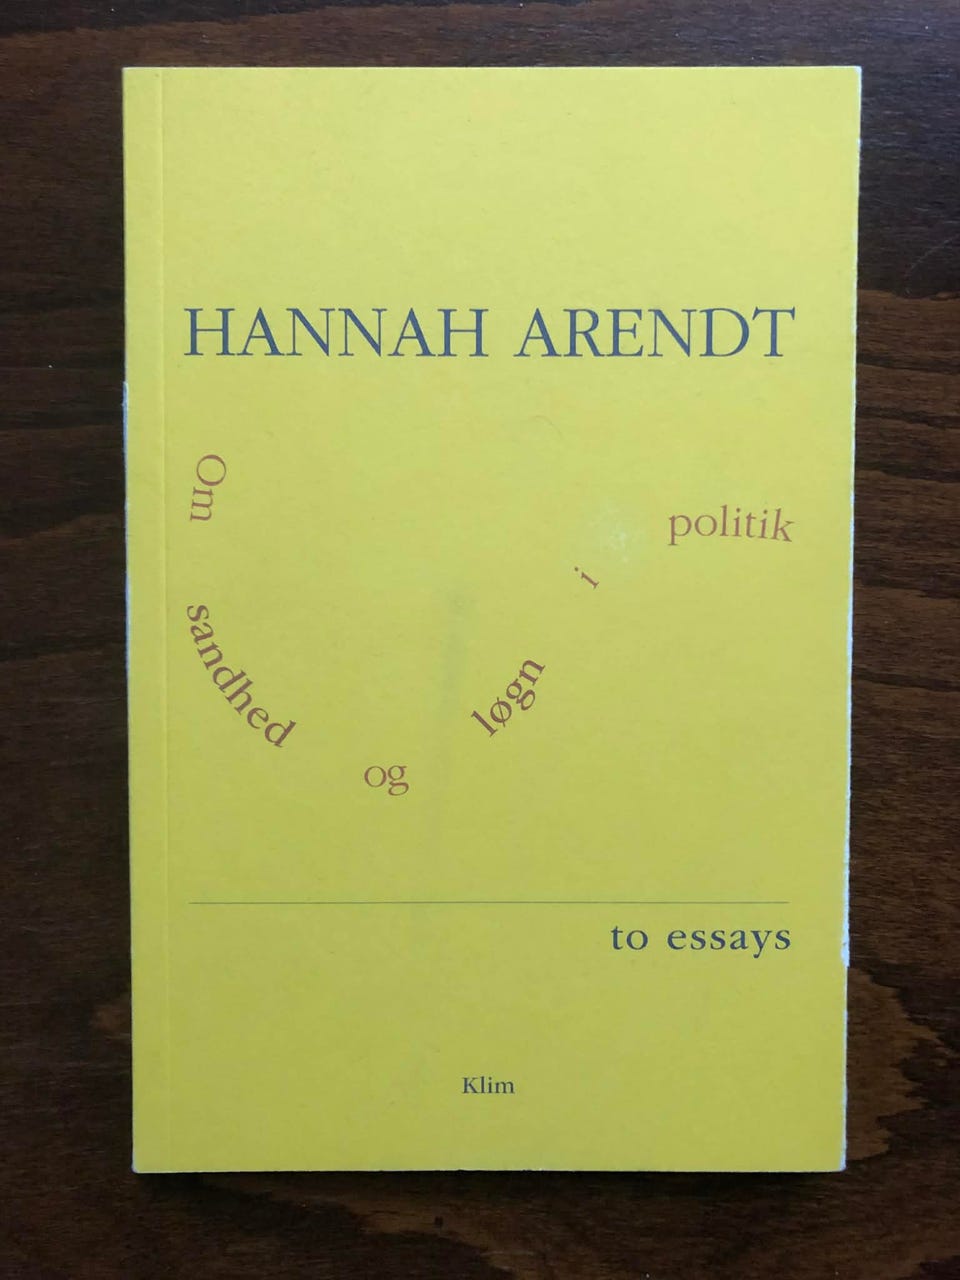 HANNAH ARENDT
Om sandhed og løgn i politik
to essays
Klim